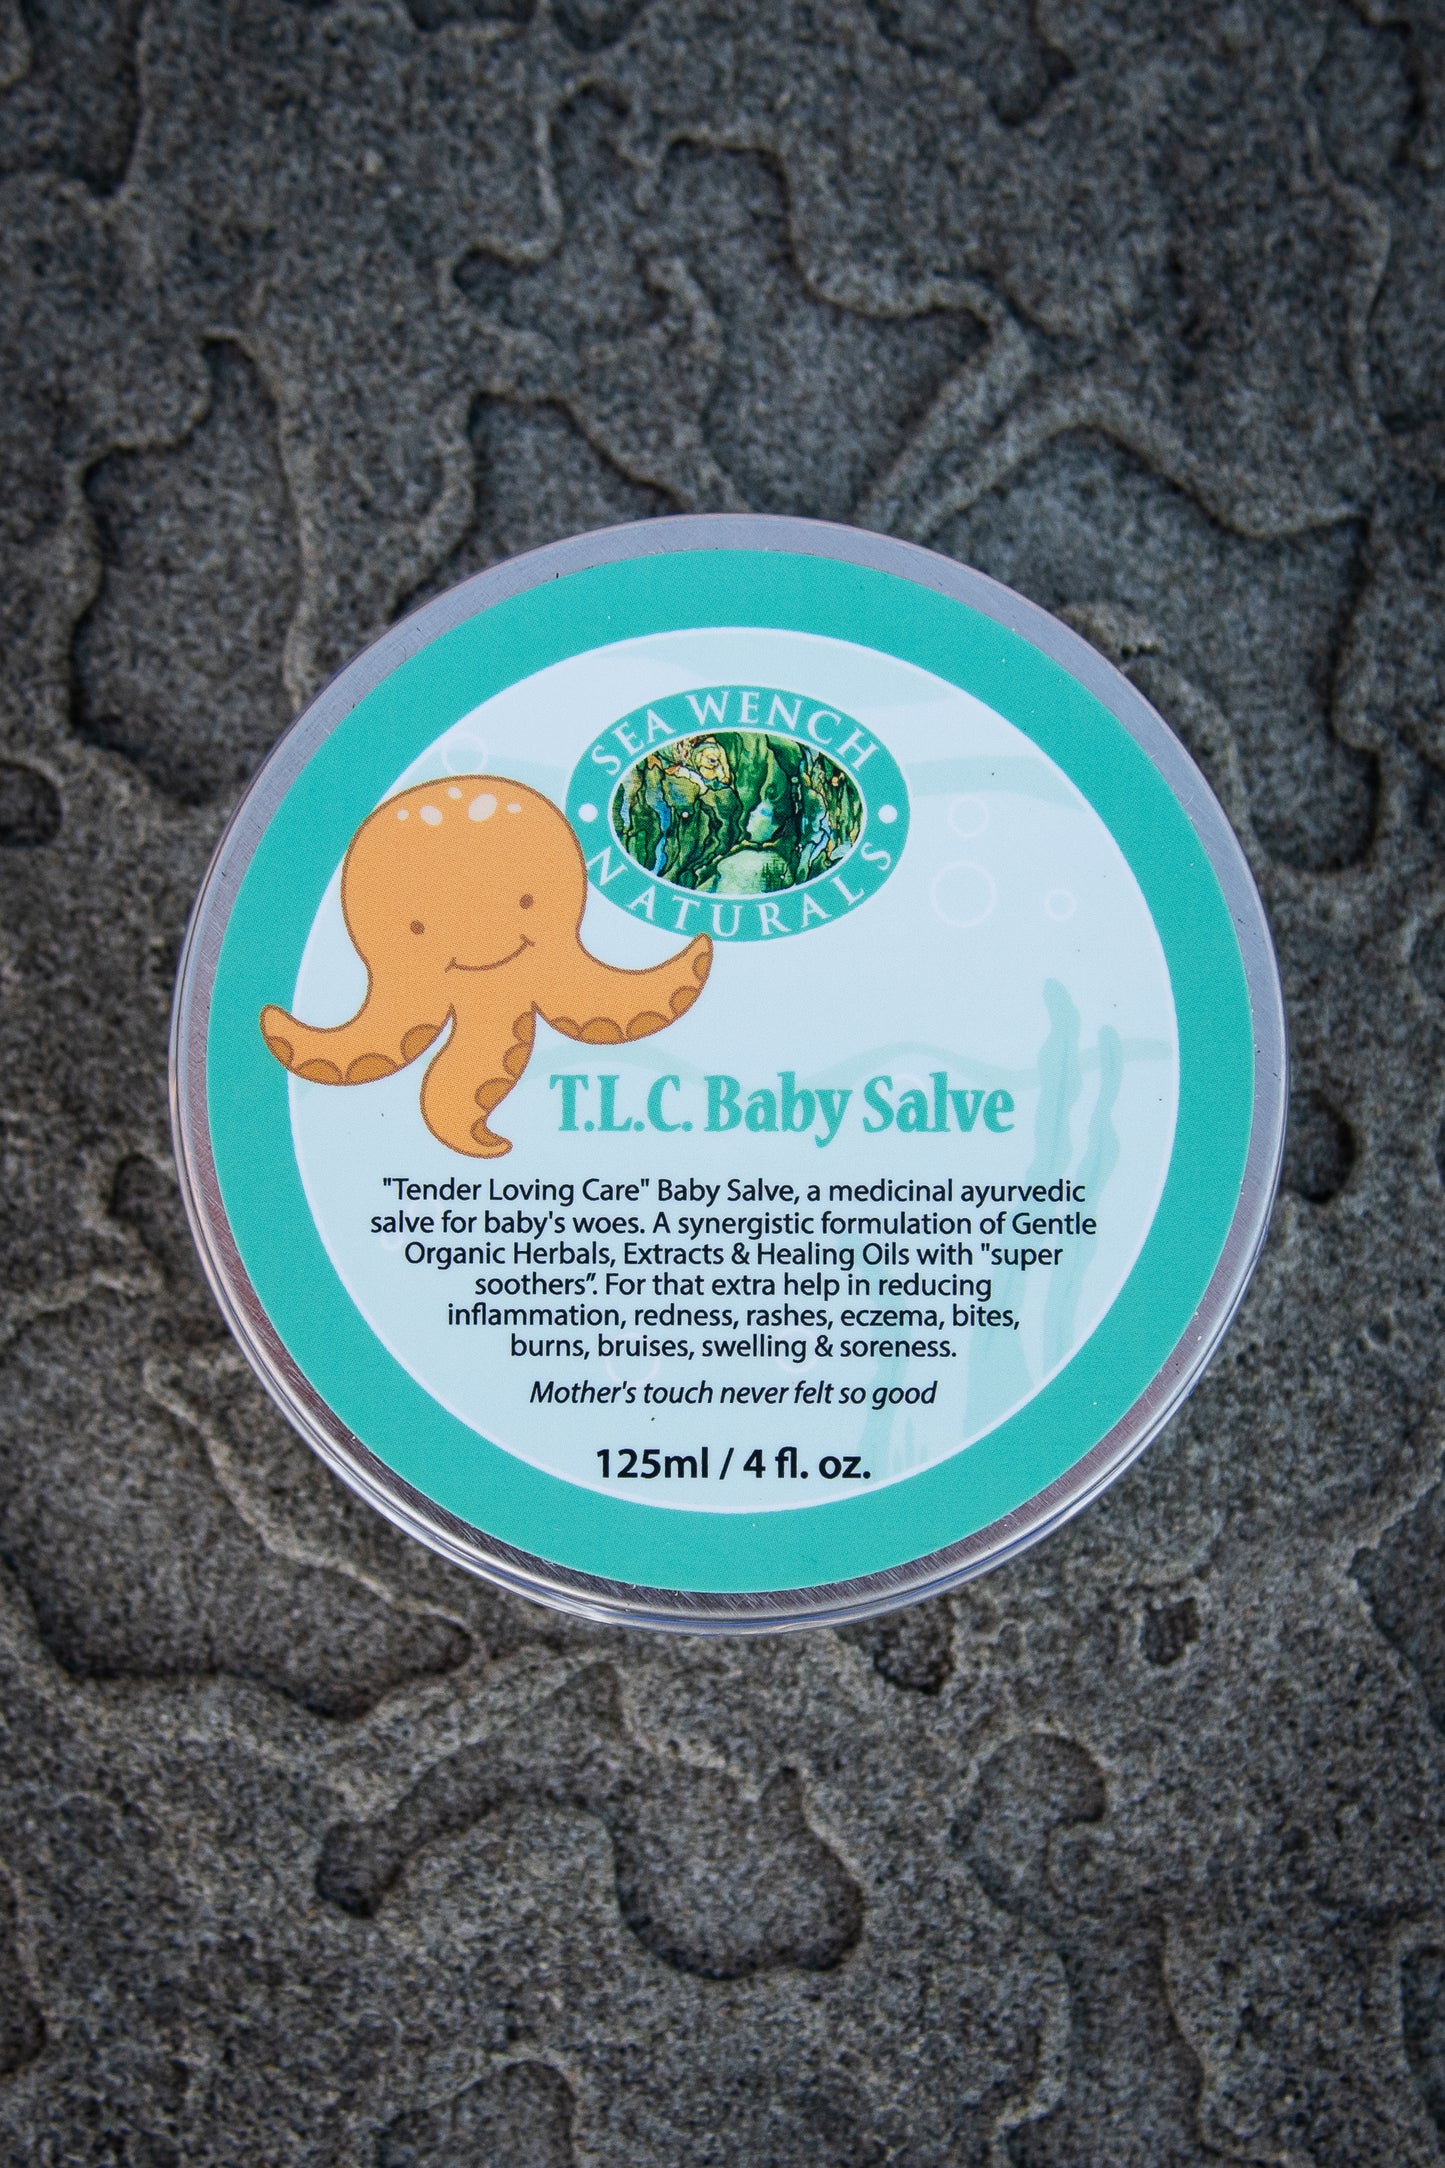 SEA WENCH
NATURALS
T.L.C. Baby Salve
"Tender Loving Care" Baby Salve, a medicinal ayurvedic
salve for baby's woes. A synergistic formulation of Gentle
Organic Herbals, Extracts & Healing Oils with "super
soothers”. For that extra help in reducing
inflammation, redness, rashes, eczema, bites,
burns, bruises, swelling & soreness.
Mother's touch never felt so good
125ml / 4 fl. oz.